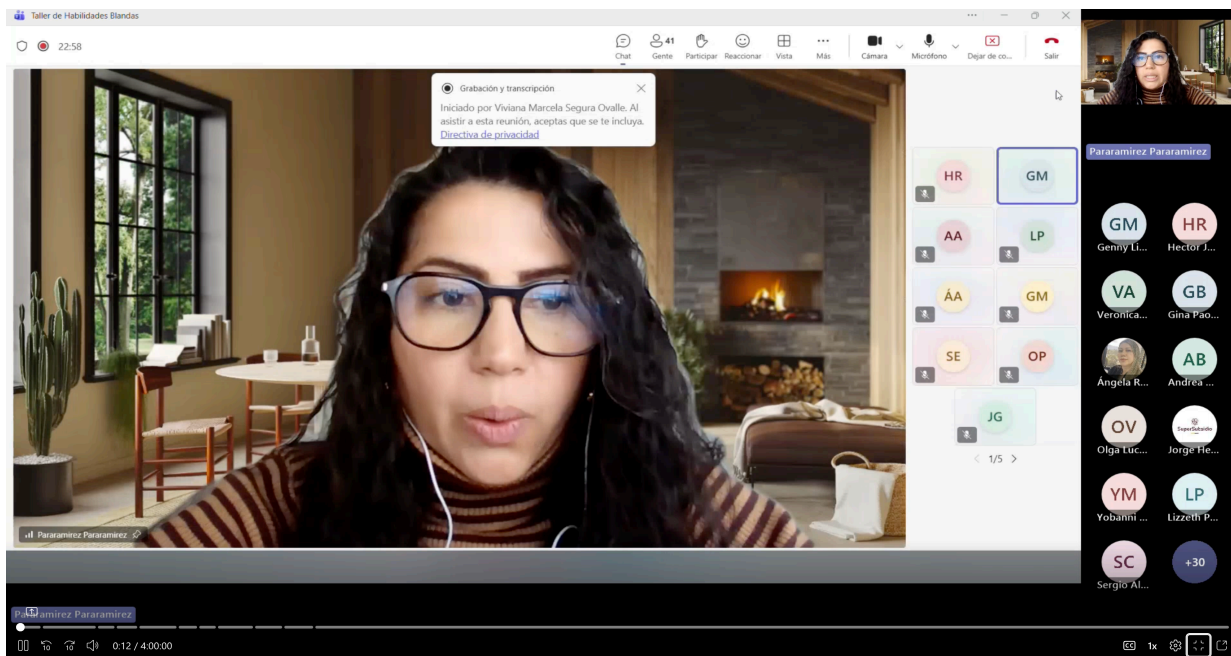 Taller de Habilidades Blandas
22:58
Chat
41
Gente
Participar
Reaccionar
Vista
Más
Cámara
Micrófono
Dejar de co...
Salir
Grabación y transcripción
Iniciado por Viviana Marcela Segura Ovalle. Al
asistir a esta reunión, aceptas que se te incluya.
Directiva de privacidad
HR
GM
AA
LP
ÁA
GM
SE
OP
JG
1/5
Pararamirez Pararamirez
Pararamirez Pararamirez
GM
Genny Li...
HR
Hector J...
VA
Veronica...
GB
Gina Pao...
Ángela R...
AB
Andrea ...
OV
Olga Luc...
SuperSubsidio
Jorge He...
YM
Yobanni ...
LP
Lizzeth P...
SC
Sergio Al...
+30
Pararamirez Pararamirez
10
10
0:12 / 4:00:00
CC
1x